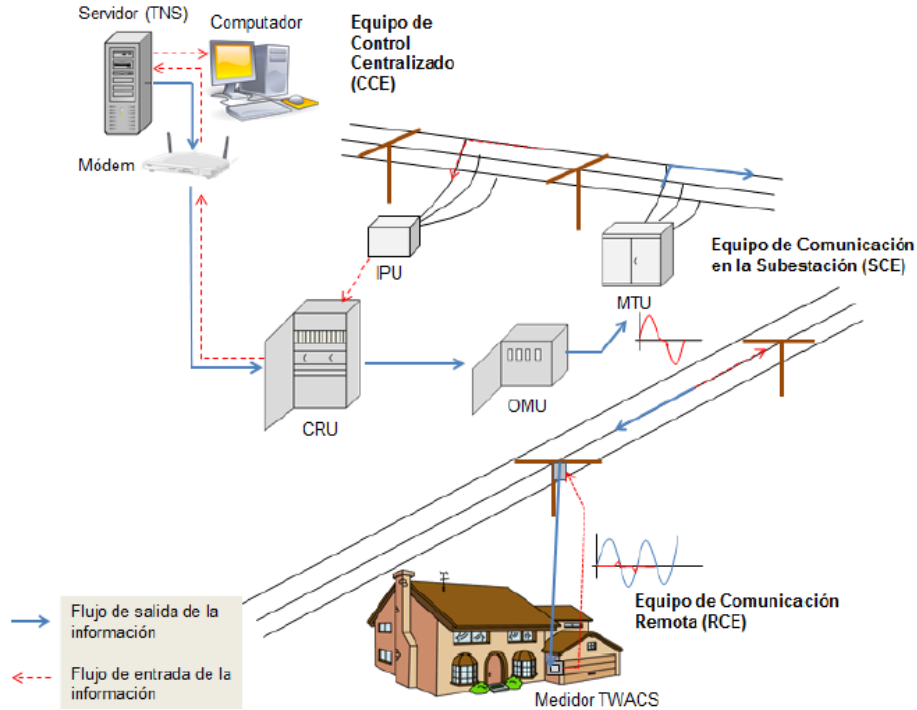 Servidor (TNS)
Computador
Equipo de
Control
Centralizado
(CCE)
Módem
IPU
MTU
Equipo de Comunicación
en la Subestación (SCE)
CRU
OMU
Equipo de Comunicación
Remota (RCE)
Medidor TWACS
Flujo de salida de la
información
Flujo de entrada de la
información